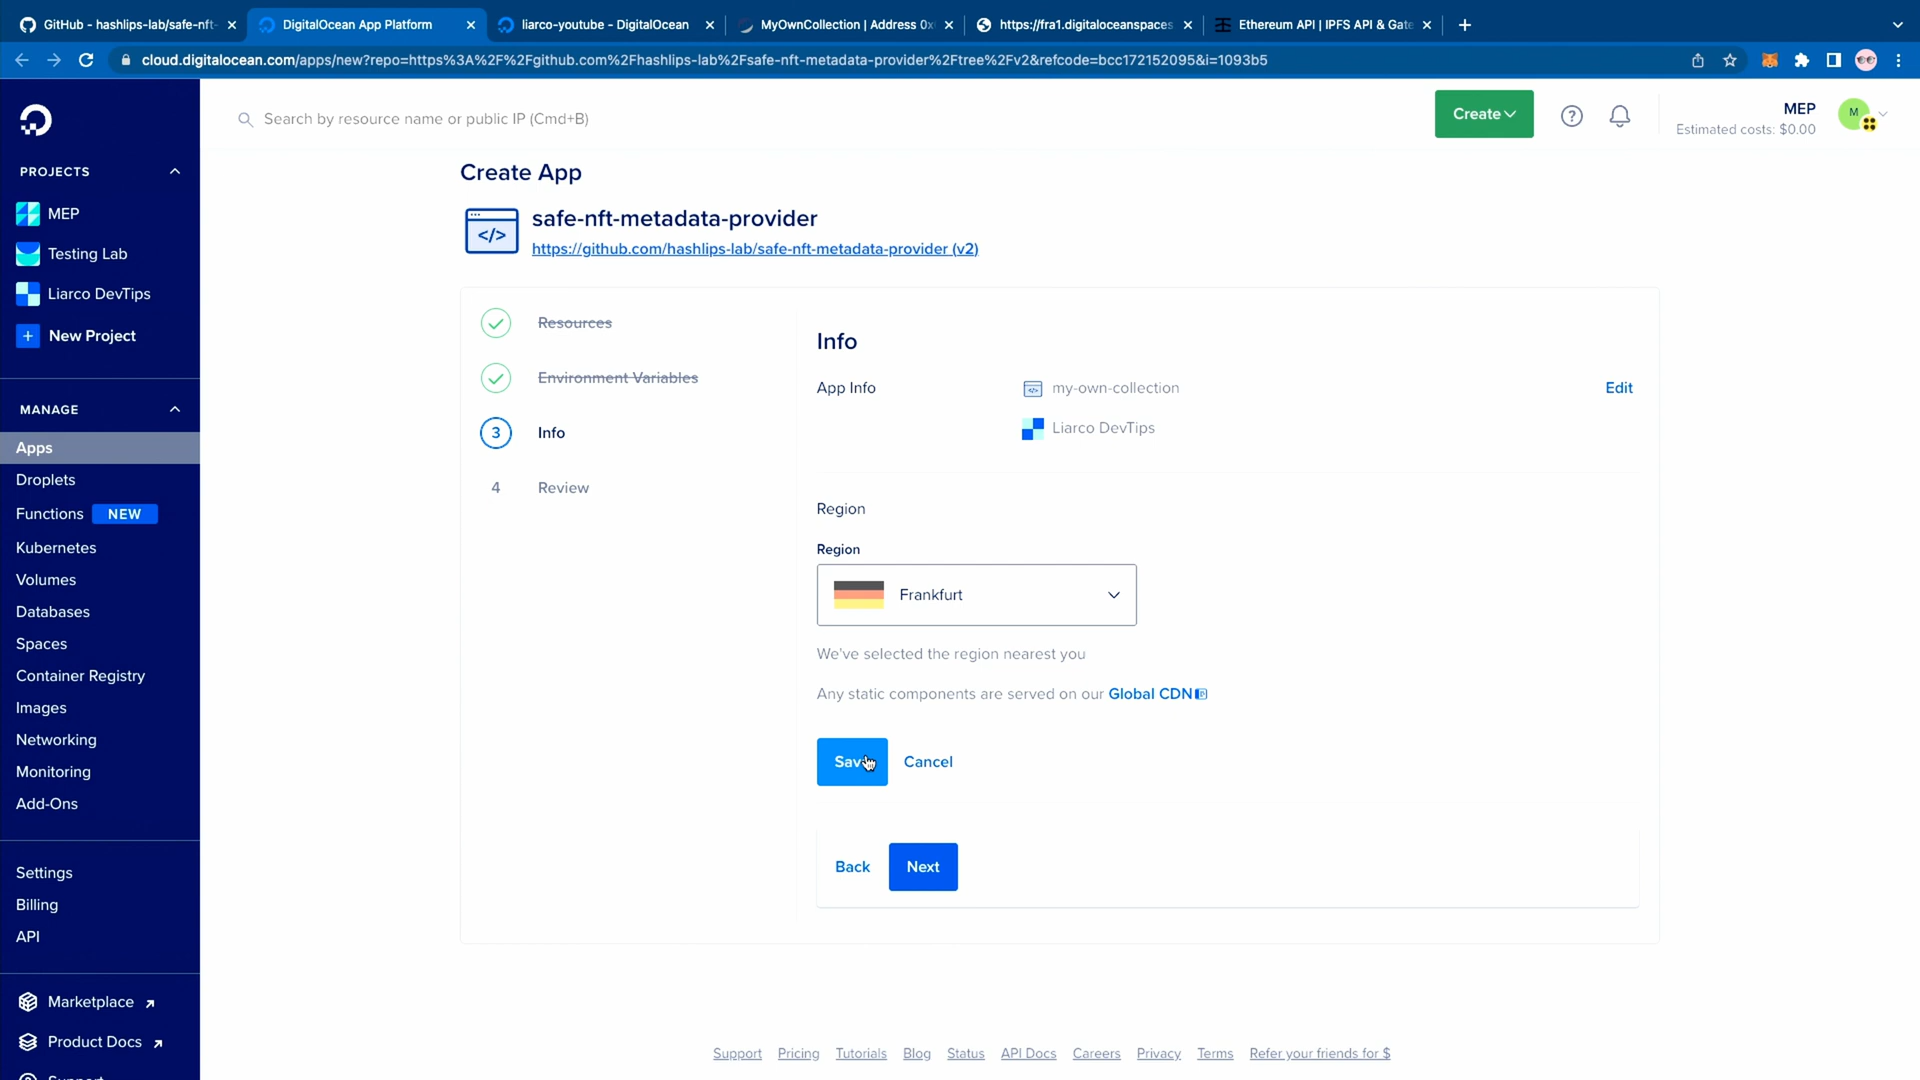 GitHub - hashlips-lab/safe-nft-
DigitalOcean App Platform
liarco-youtube - DigitalOcean
MyOwnCollection | Address 0x
https://fra1.digitaloceanspaces
Ethereum API | IPFS API & Gate
cloud.digitalocean.com/apps/new?repo=https%3A%2F%2Fgithub.com%2Fhashlips-lab%2Fsafe-nft-metadata-provider%2Ftree%2Fv2&refcode=bcc172152095&i=1093b5
Search by resource name or public IP (Cmd+B)
Create
?
MEP
Estimated costs: $0.00
M
PROJECTS
MEP
Testing Lab
Liarco DevTips
+ New Project
MANAGE
Apps
Droplets
Functions NEW
Kubernetes
Volumes
Databases
Spaces
Container Registry
Images
Networking
Monitoring
Add-Ons
Settings
Billing
API
Marketplace
Product Docs
Create App
</>
safe-nft-metadata-provider
https://github.com/hashlips-lab/safe-nft-metadata-provider (v2)
Resources
Environment Variables
3 Info
4 Review
Info
App Info
my-own-collection
Edit
Liarco DevTips
Region
Region
Frankfurt
We've selected the region nearest you
Any static components are served on our Global CDN
Save
Cancel
Back
Next
Support Pricing Tutorials Blog Status API Docs Careers Privacy Terms Refer your friends for $